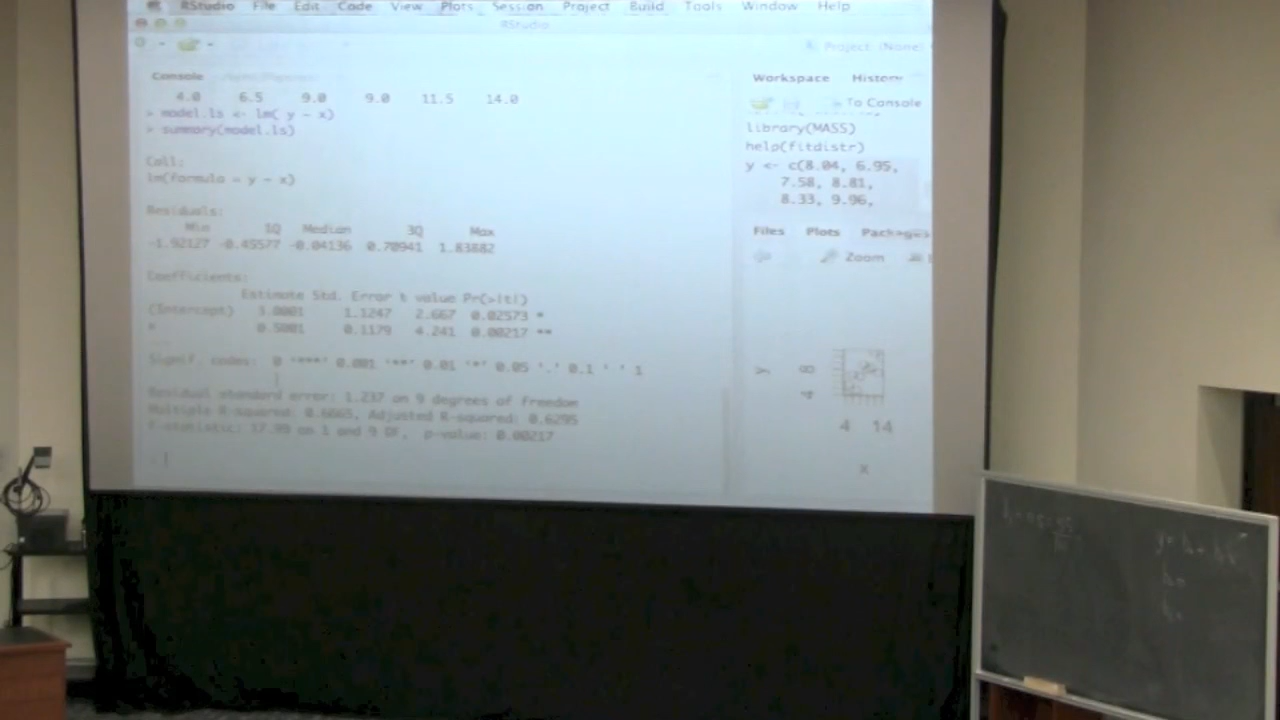 RStudio File Edit Code View Plots Session Project Build Tools Window Help
RStudio
Project: (None)
Console
4.0 6.5 9.0 9.0 11.5 14.0
> model.ls <- lm( y ~ x)
> summary(model.ls)
Call:
lm(formula = y ~ x)
Residuals:
Min 1Q Median 3Q Max
-1.92127 -0.45577 -0.04136 0.70941 1.83882
Coefficients:
Estimate Std. Error t value Pr(>|t|)
(Intercept) 3.0001 1.1247 2.667 0.02573 *
x 0.5001 0.1179 4.241 0.00217 **
Signif. codes: 0 '***' 0.001 '**' 0.01 '*' 0.05 '.' 0.1 ' ' 1
Residual standard error: 1.237 on 9 degrees of freedom
Multiple R-squared: 0.6665, Adjusted R-squared: 0.6295
F-statistic: 17.99 on 1 and 9 DF, p-value: 0.00217
Workspace History
To Console
library(MASS)
help(fitdistr)
y <- c(8.04, 6.95,
7.58, 8.81,
8.33, 9.96,
Files Plots Packages
Zoom
y 4 8
4 14
x